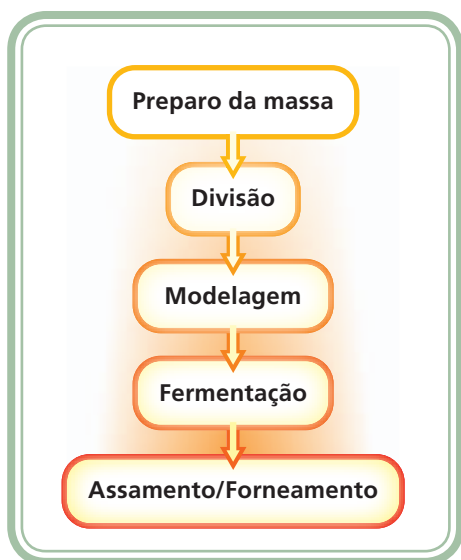 Preparo da massa
Divisão
Modelagem
Fermentação
Assamento/Forneamento